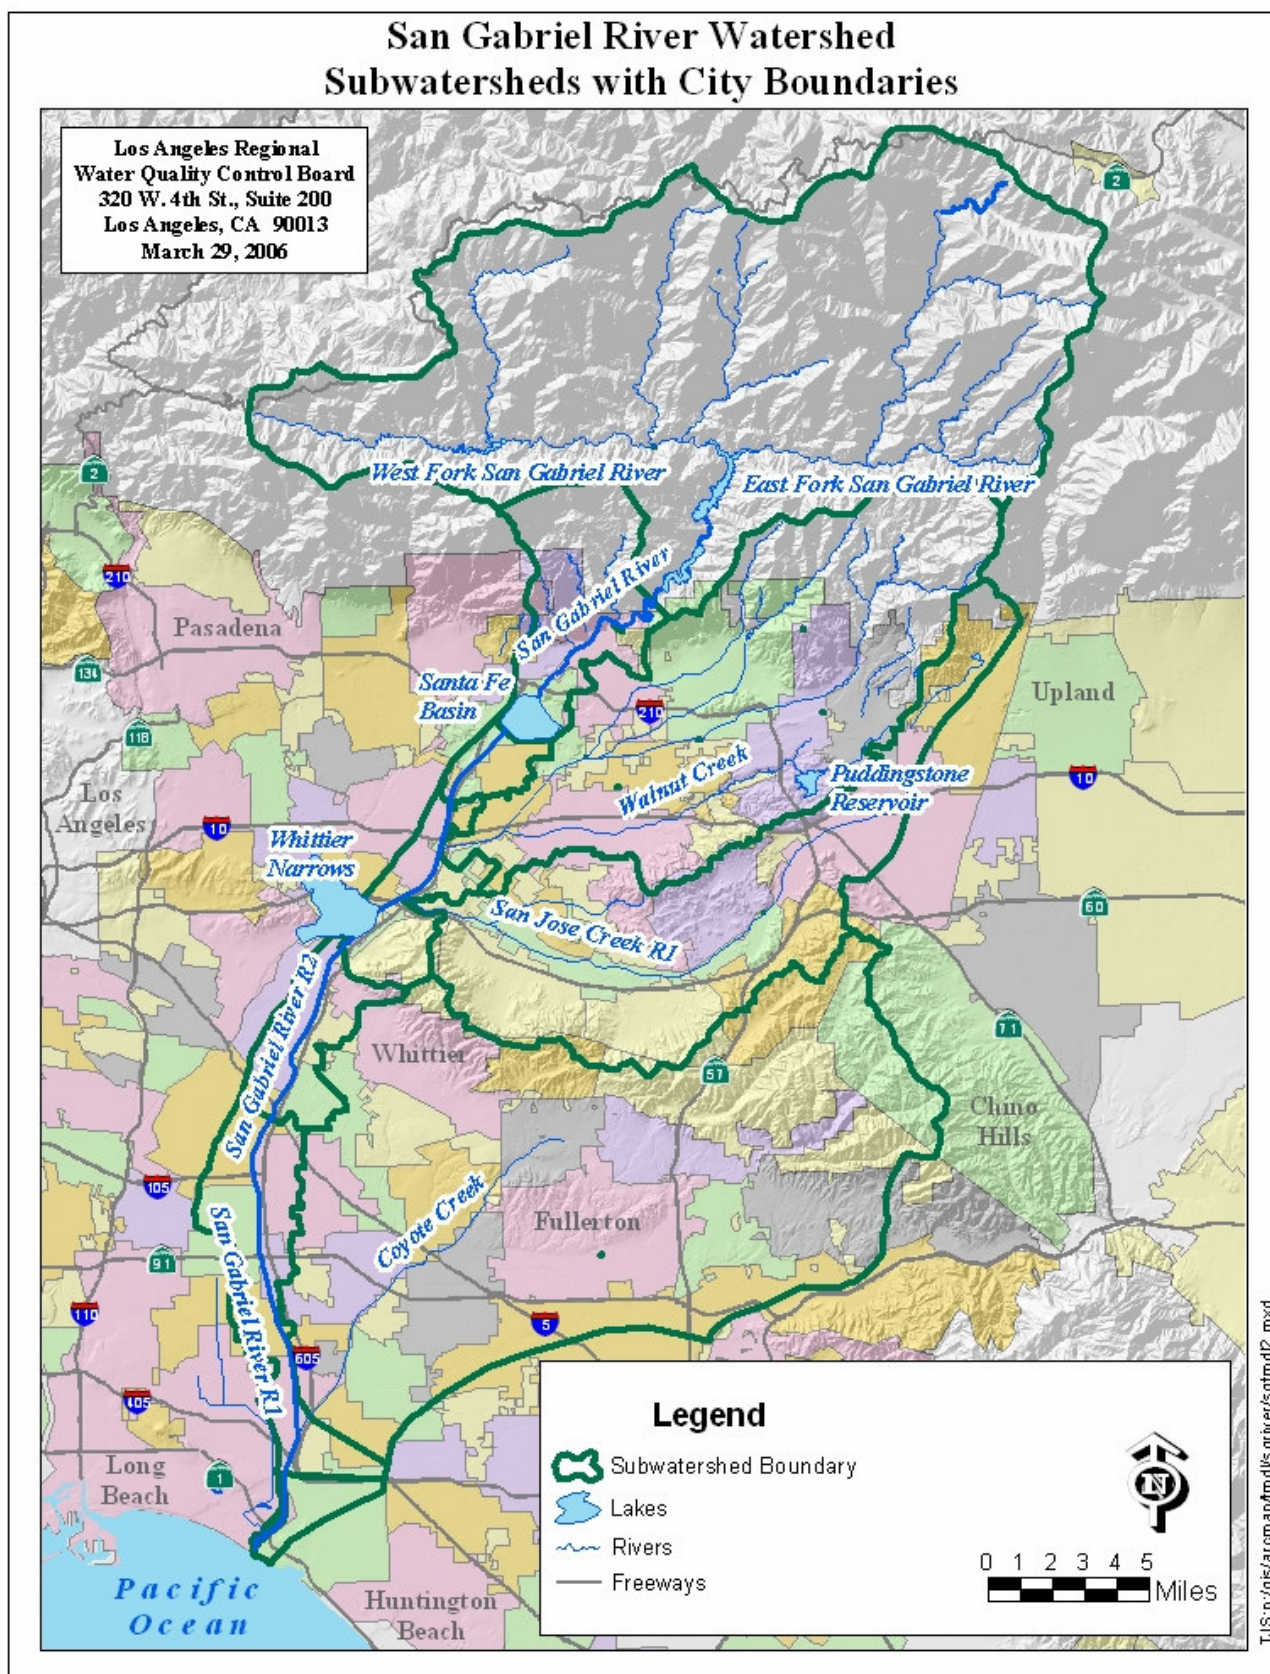 San Gabriel River Watershed
Subwatersheds with City Boundaries
Los Angeles Regional
Water Quality Control Board
320 W. 4th St., Suite 200
Los Angeles, CA 90013
March 29, 2006
2
2
West Fork San Gabriel River
East Fork San Gabriel River
210
San Gabriel River
Pasadena
134
Santa Fe
Basin
210
Upland
118
Walnut Creek
Puddingstone
Reservoir
10
Los
Angeles
10
Whittier
Narrows
60
San Jose Creek R1
San Gabriel River R2
71
Whittier
57
Chino
Hills
105
Coyote Creek
Fullerton
San Gabriel River R1
91
110
5
605
405
Long
Beach
1
Pacific
Ocean
Huntington
Beach
Legend
Subwatershed Boundary
Lakes
Rivers
Freeways
N
0 1 2 3 4 5
Miles